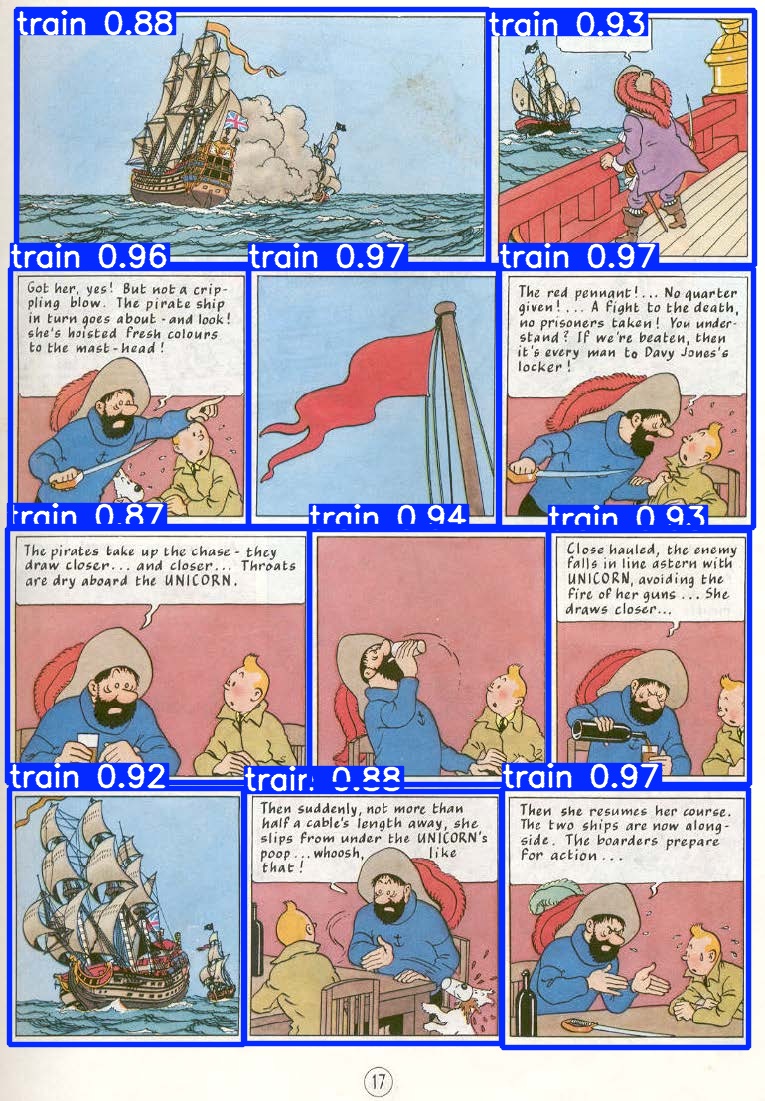 train 0.88
train 0.93
train 0.96
train 0.97
train 0.97
Got her, yes! But not a crip-
pling blow. The pirate ship
in turn goes about - and look!
she's hoisted fresh colours
to the mast-head!
The red pennant!... No quarter
given!... A fight to the death,
no prisoners taken! You under-
stand? If we're beaten, then
it's every man to Davy Jones's
locker!
train 0.87
train 0.94
train 0.93
The pirates take up the chase - they
draw closer... and closer... Throats
are dry aboard the UNICORN.
Close hauled, the enemy
falls in line astern with
UNICORN, avoiding the
fire of her guns... She
draws closer...
train 0.92
train 0.88
train 0.97
Then suddenly, not more than
half a cable's length away, she
slips from under the UNICORN's
poop... whoosh, like
that!
Then she resumes her course.
The two ships are now along-
side. The boarders prepare
for action...
17